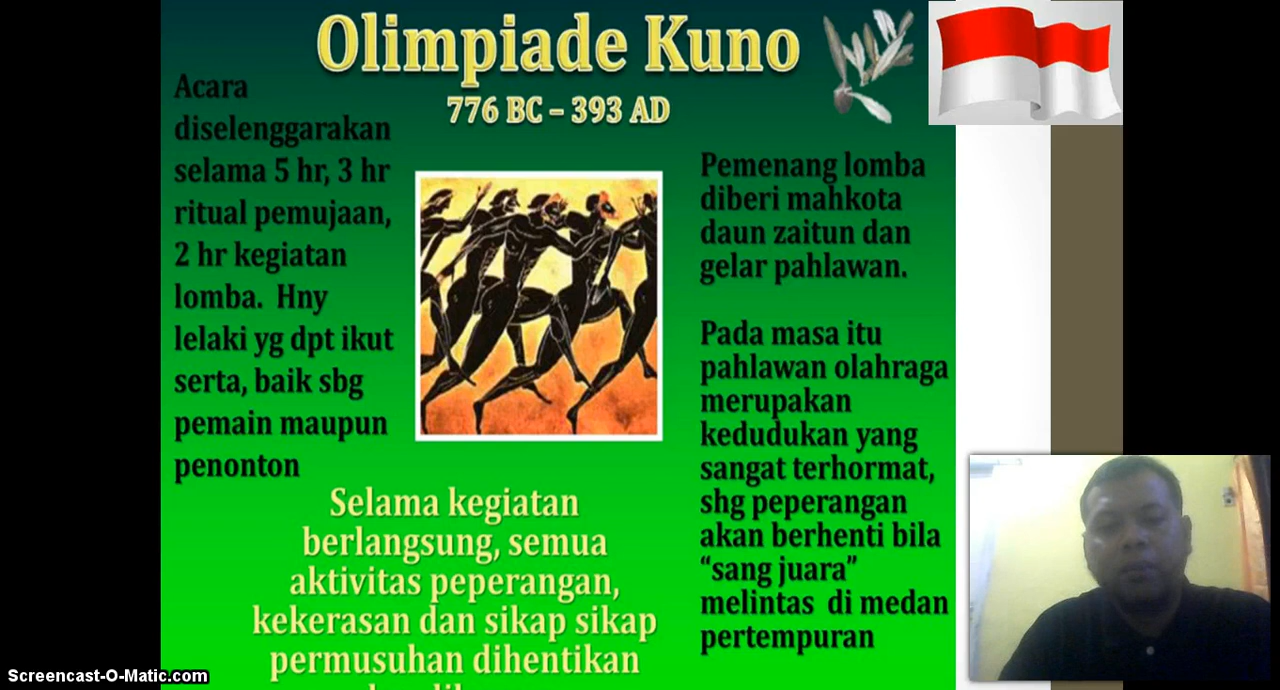 Olimpiade Kuno
776 BC – 393 AD
Acara
diselenggarakan
selama 5 hr, 3 hr
ritual pemujaan,
2 hr kegiatan
lomba.  Hny
lelaki yg dpt ikut
serta, baik sbg
pemain maupun
penonton
Selama kegiatan
berlangsung, semua
aktivitas peperangan,
kekerasan dan sikap sikap
permusuhan dihentikan
Pemenang lomba
diberi mahkota
daun zaitun dan
gelar pahlawan.
Pada masa itu
pahlawan olahraga
merupakan
kedudukan yang
sangat terhormat,
shg peperangan
akan berhenti bila
“sang juara”
melintas  di medan
pertempuran
Screencast-O-Matic.com